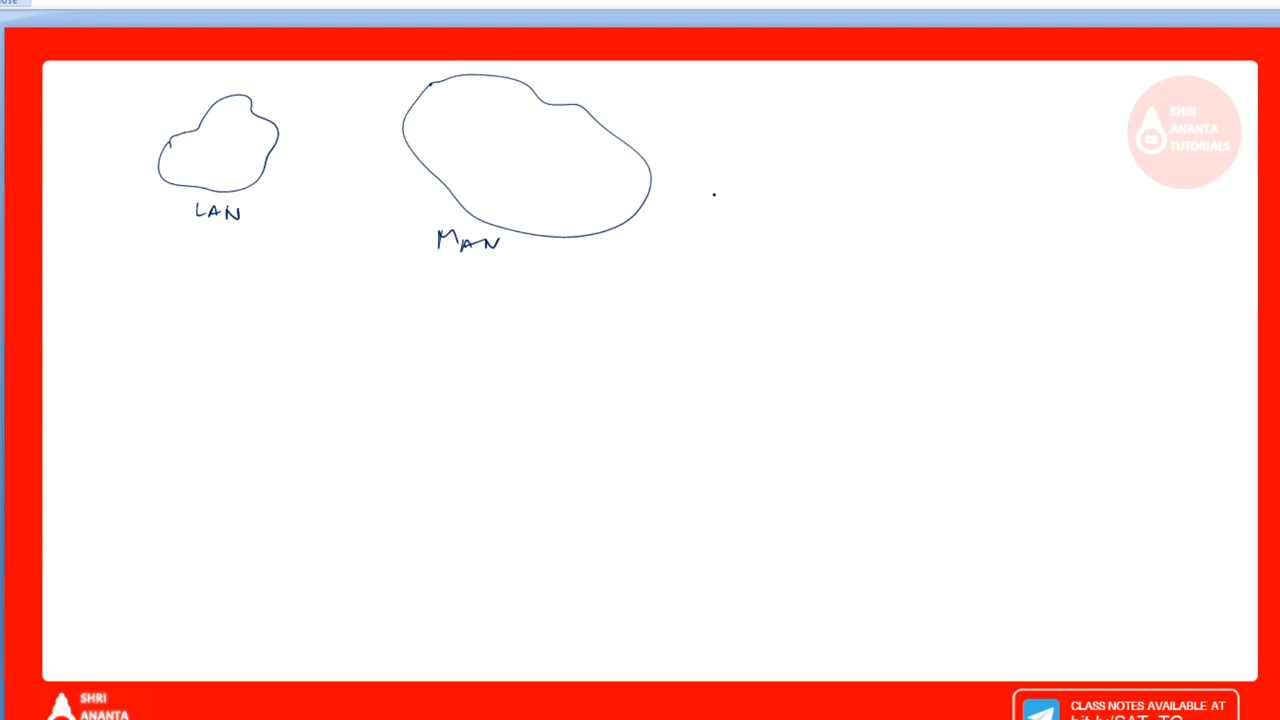 SHRI
ANANTA
TUTORIALS
LAN
MAN
SHRI
ANANTA
CLASS NOTES AVAILABLE AT